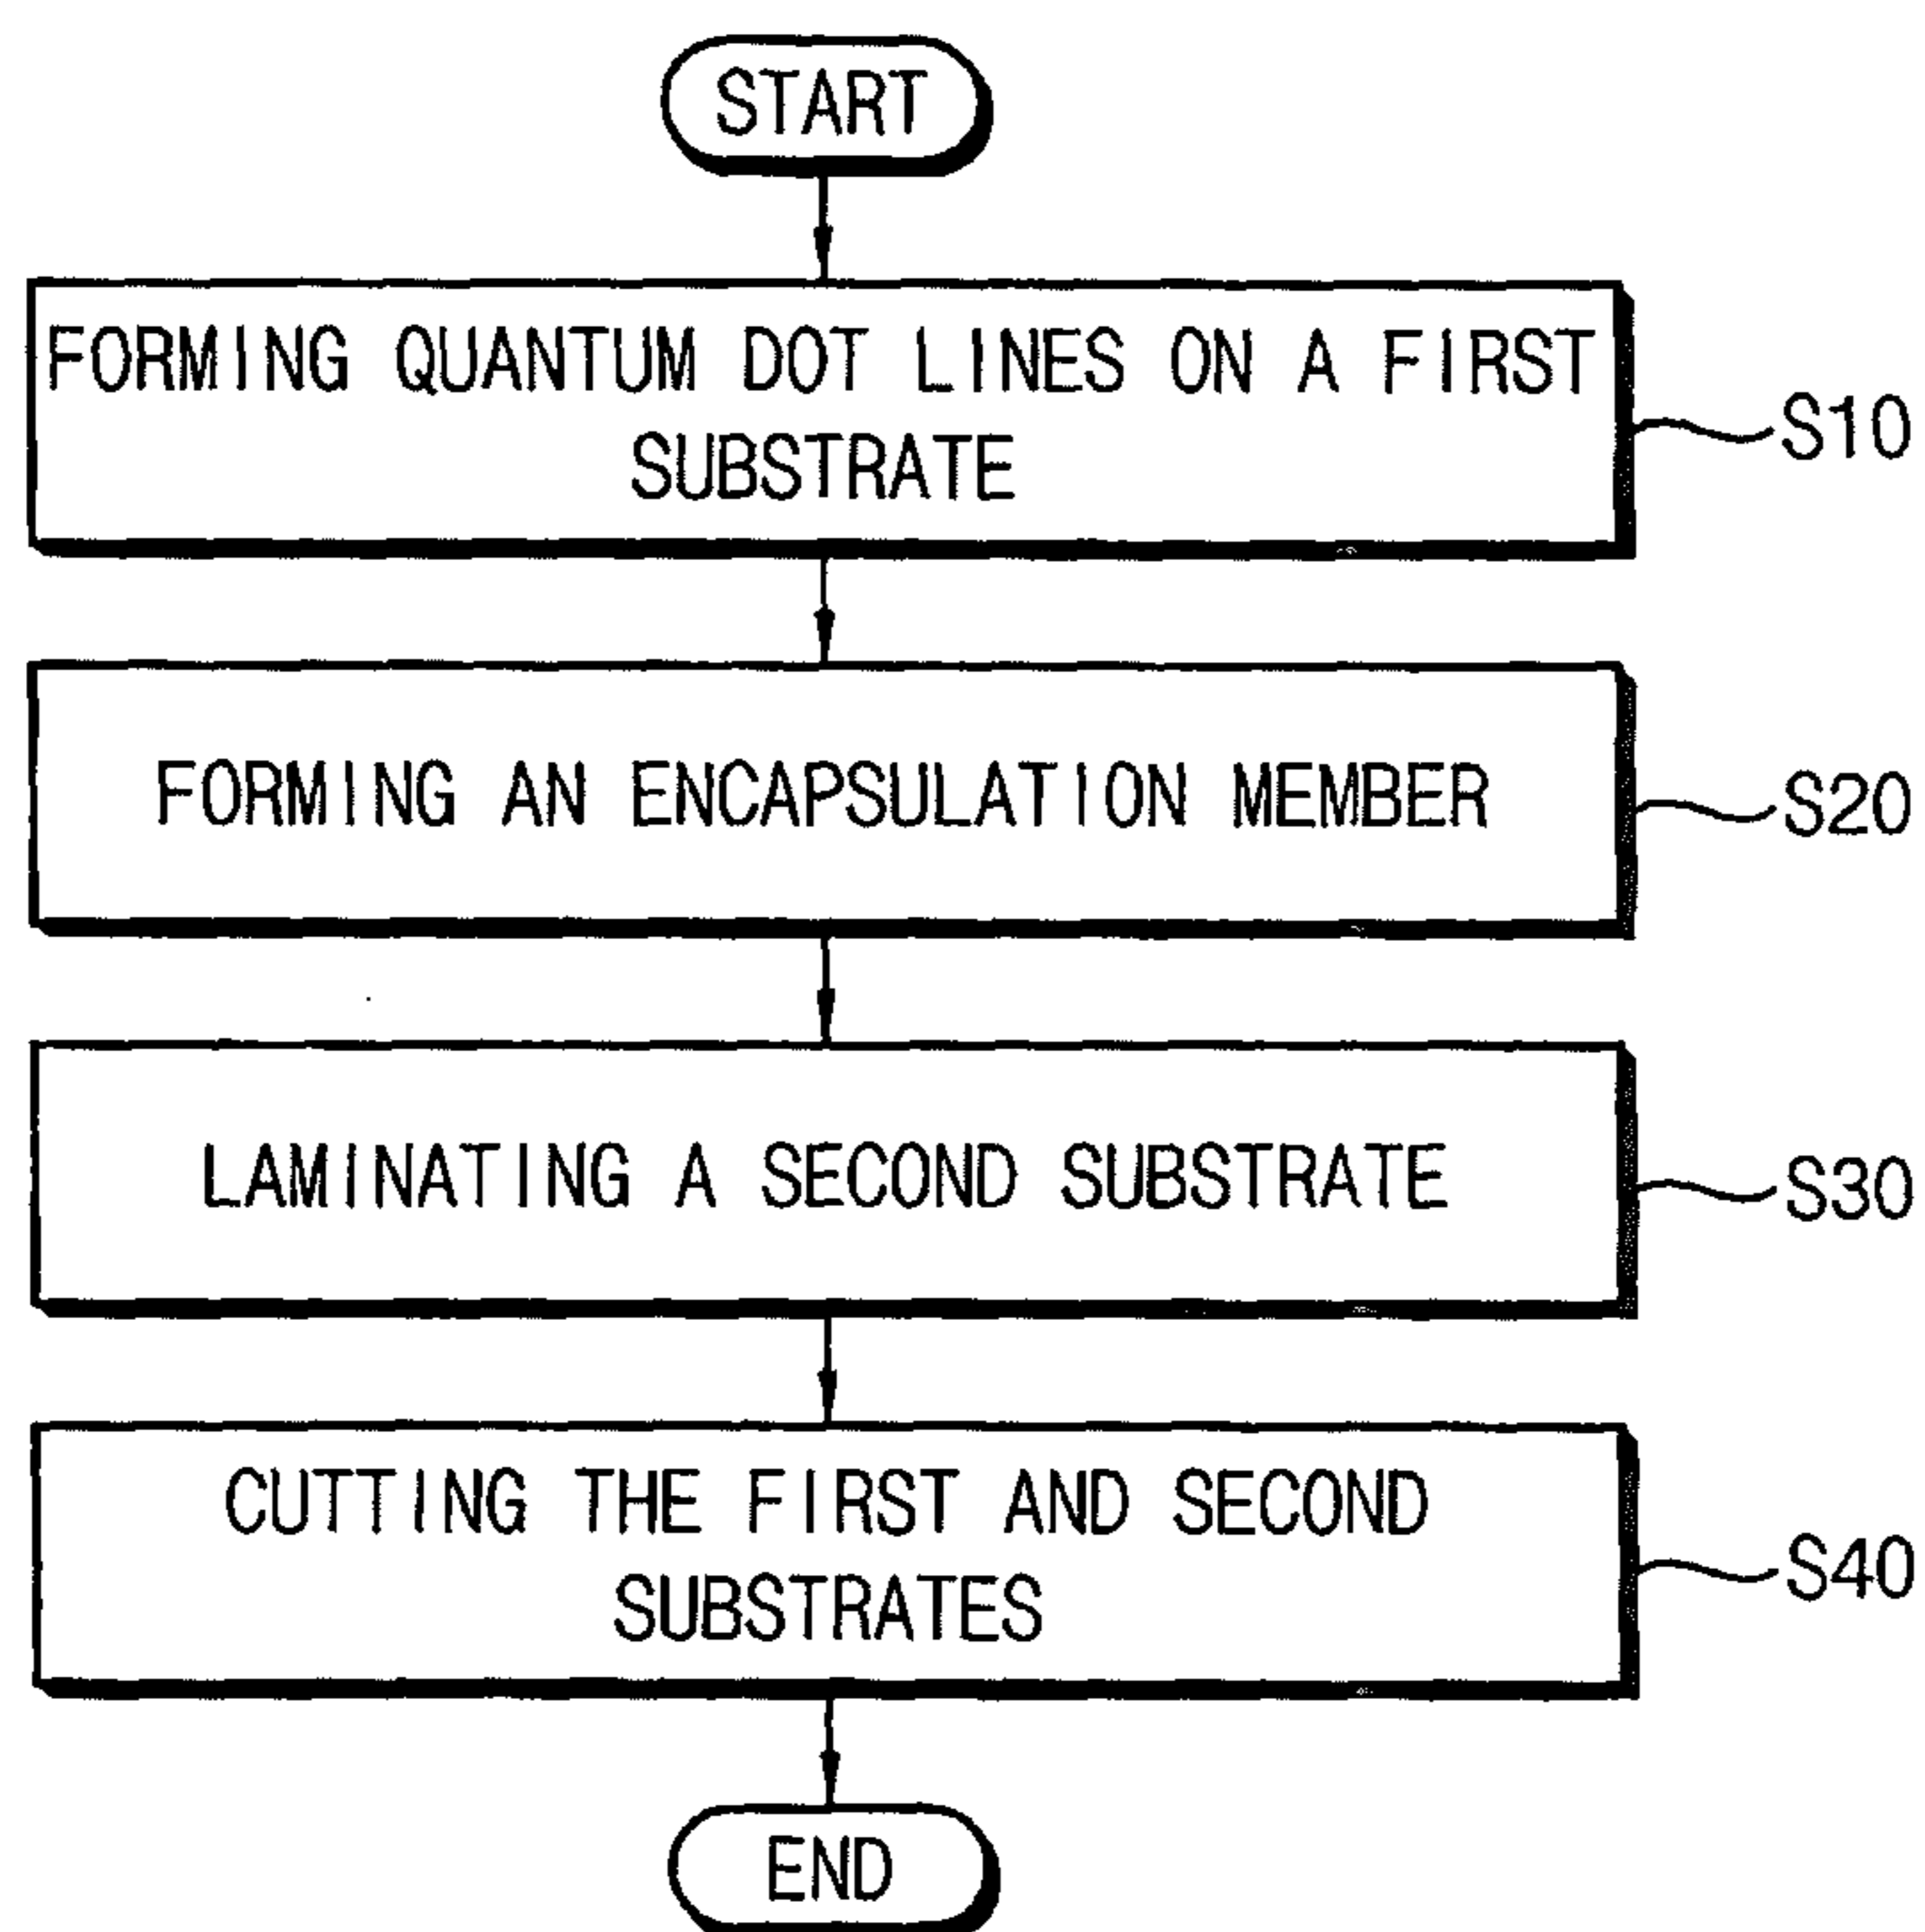 START
FORMING QUANTUM DOT LINES ON A FIRST
SUBSTRATE
S10
FORMING AN ENCAPSULATION MEMBER
S20
LAMINATING A SECOND SUBSTRATE
S30
CUTTING THE FIRST AND SECOND
SUBSTRATES
S40
END